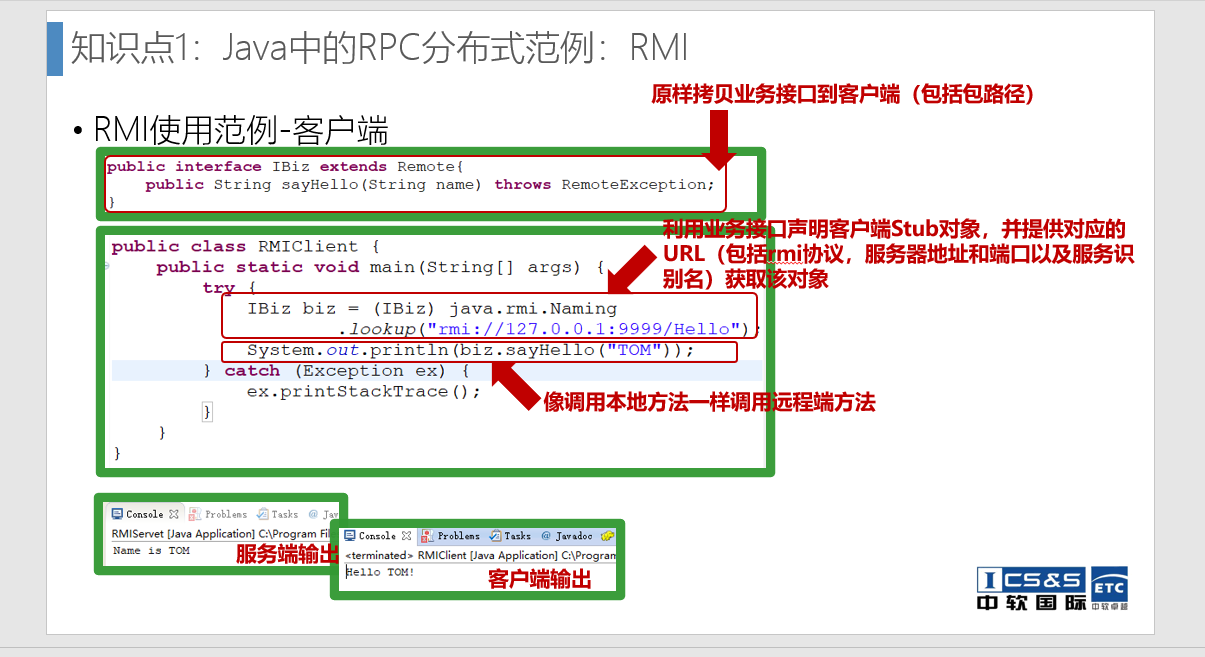 知识点1：Java中的RPC分布式范例：RMI
原样拷贝业务接口到客户端（包括包路径）
• RMI使用范例-客户端
public interface IBiz extends Remote{
public String sayHello(String name) throws RemoteException;
}
利用业务接口声明客户端Stub对象，并提供对应的
URL（包括rmi协议，服务器地址和端口以及服务识
别名）获取该对象
public class RMIClient {
public static void main(String[] args) {
try {
IBiz biz = (IBiz) java.rmi.Naming
.lookup("rmi://127.0.0.1:9999/Hello");
System.out.println(biz.sayHello("TOM"));
} catch (Exception ex) {
ex.printStackTrace();
}
}
}
像调用本地方法一样调用远程端方法
Console Problems Tasks @ Jav
RMIServet [Java Application] C:\Program Fil
Name is TOM
服务端输出
Console Problems Tasks @ Javadoc
<terminated> RMIClient [Java Application] C:\Program
Hello TOM!
客户端输出
ICS&S ETC
中软国际 中软卓越